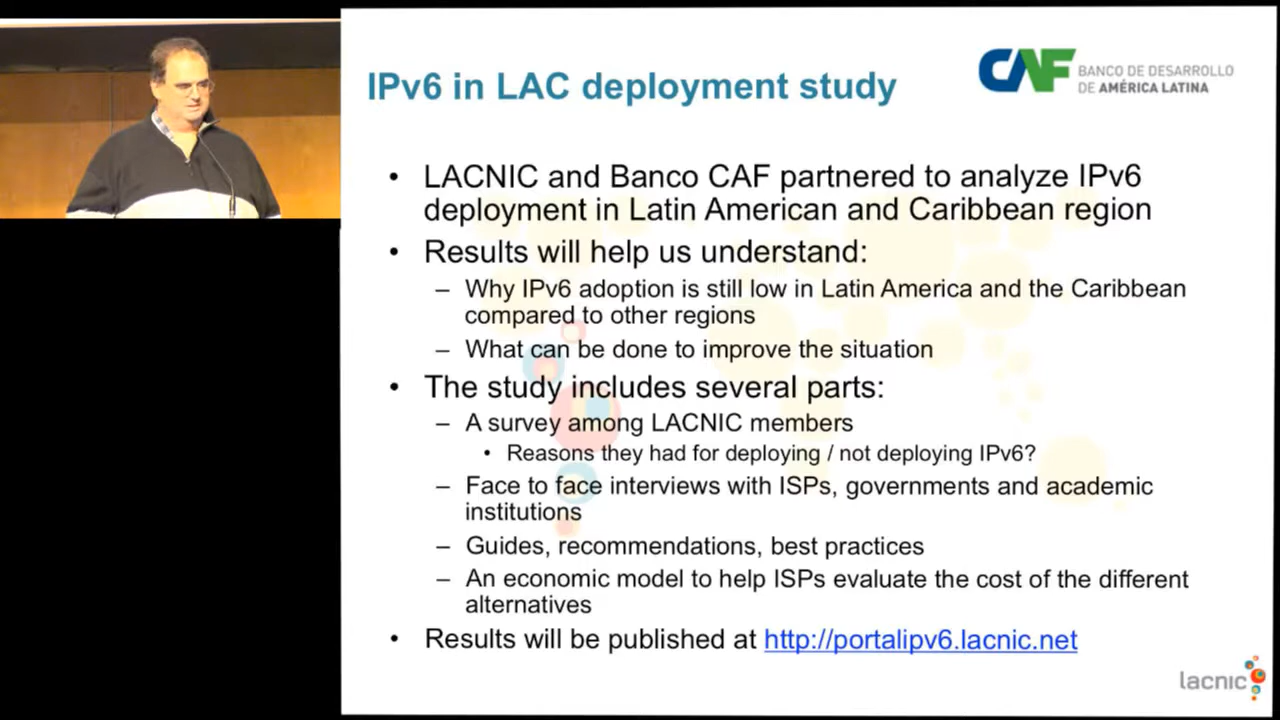 IPv6 in LAC deployment study
CAF
BANCO DE DESARROLLO
DE AMÉRICA LATINA
• LACNIC and Banco CAF partnered to analyze IPv6
deployment in Latin American and Caribbean region
• Results will help us understand:
– Why IPv6 adoption is still low in Latin America and the Caribbean
compared to other regions
– What can be done to improve the situation
• The study includes several parts:
– A survey among LACNIC members
• Reasons they had for deploying / not deploying IPv6?
– Face to face interviews with ISPs, governments and academic
institutions
– Guides, recommendations, best practices
– An economic model to help ISPs evaluate the cost of the different
alternatives
• Results will be published at http://portalipv6.lacnic.net
lacnic